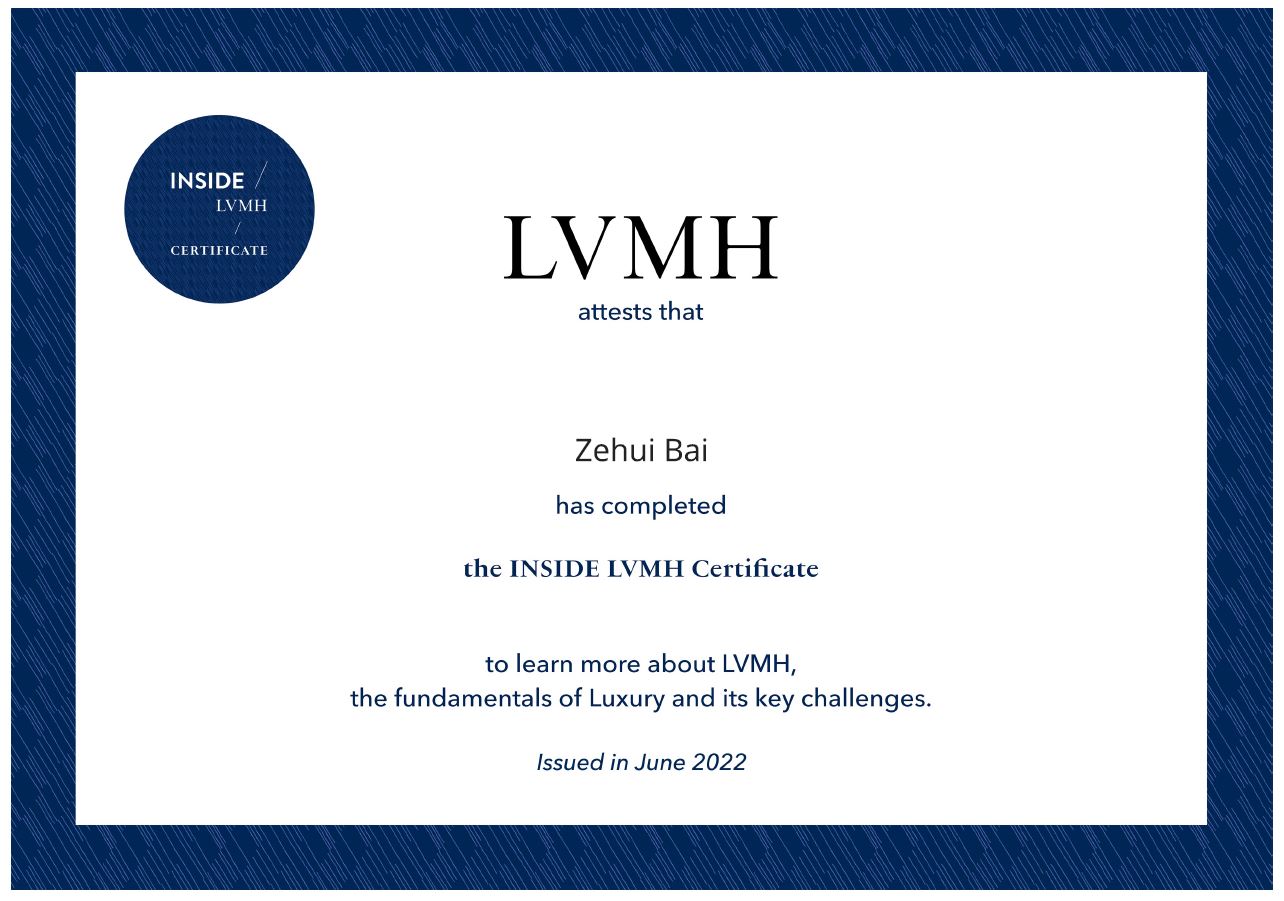 INSIDE /
LVMH
/
CERTIFICATE
LVMH
attests that
Zehui Bai
has completed
the INSIDE LVMH Certificate
to learn more about LVMH,
the fundamentals of Luxury and its key challenges.
Issued in June 2022